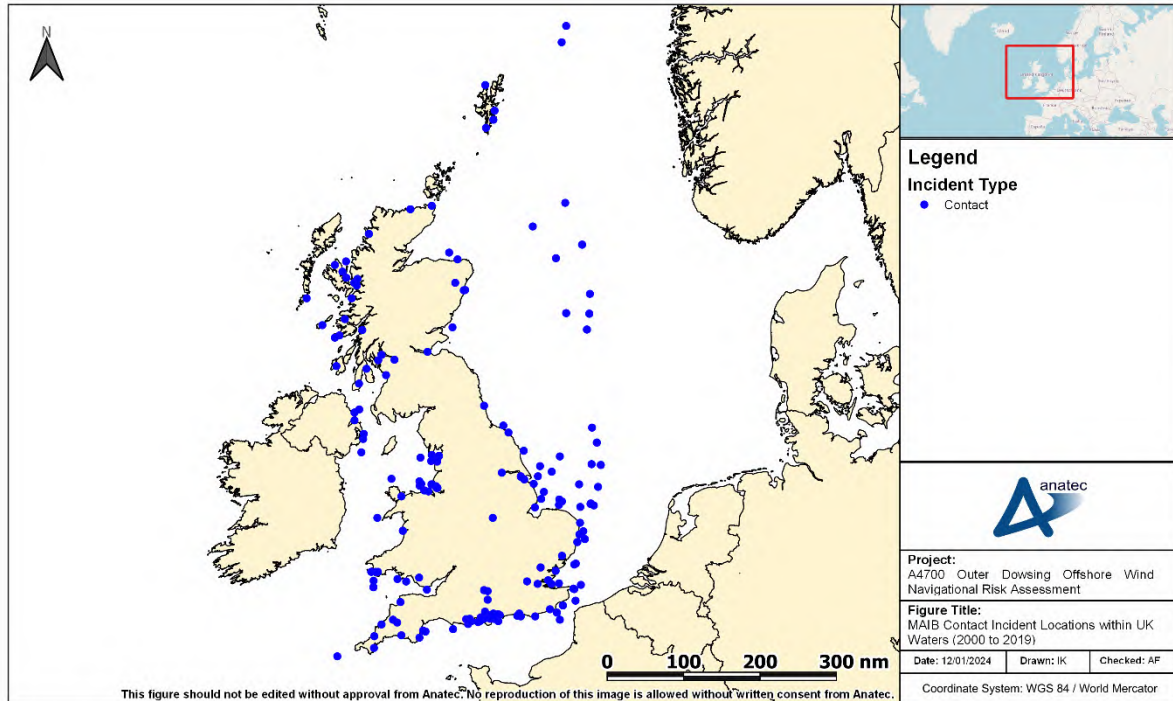 N
Legend
Incident Type
Contact
anatec
Project:
A4700 Outer Dowsing Offshore Wind
Navigational Risk Assessment
Figure Title:
MAIB Contact Incident Locations within UK
Waters (2000 to 2019)
Date: 12/01/2024 Drawn: IK Checked: AF
Coordinate System: WGS 84 / World Mercator
0 100 200 300 nm
This figure should not be edited without approval from Anatec. No reproduction of this image is allowed without written consent from Anatec.